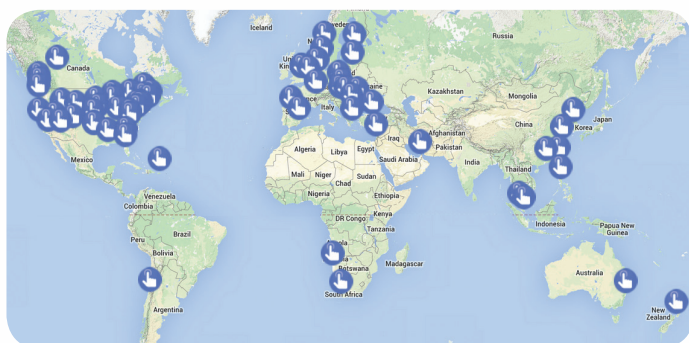 Iceland
Russia
Canada
Kazakhstan
Mongolia
Italy
China
Japan
Korea
Afghanistan
Iraq
Pakistan
Algeria
Libya
Egypt
Saudi Arabia
India
Mexico
Thailand
Mali
Niger
Chad
Sudan
Nigeria
Ethiopia
Venezuela
Colombia
DR Congo
Kenya
Indonesia
Papua New
Guinea
Tanzania
Peru
Brazil
Bolivia
Madagascar
Botswana
Australia
South Africa
Argentina
New
Zealand